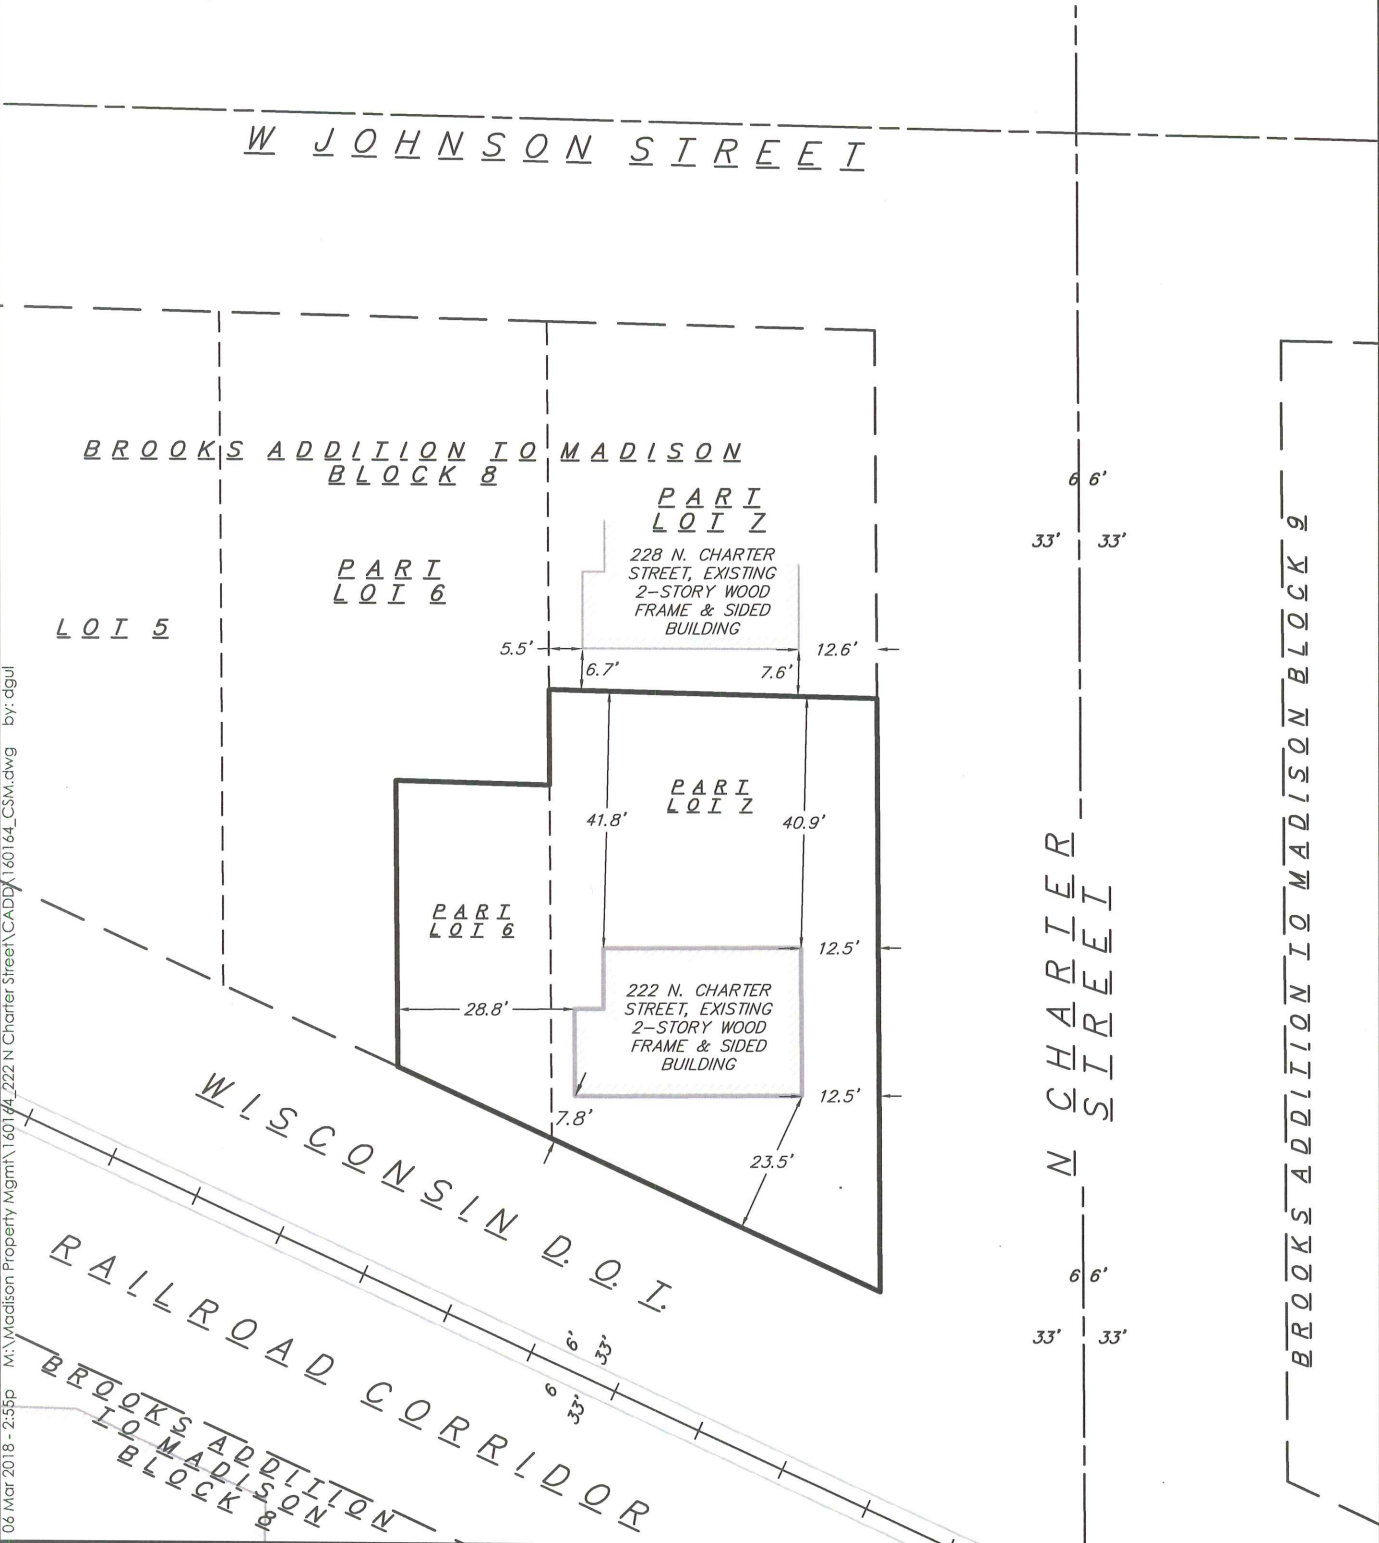 W JOHNSON STREET
BROOKS ADDITION TO MADISON
BLOCK 8
PART
LOT 7
228 N. CHARTER
STREET, EXISTING
2-STORY WOOD
FRAME & SIDED
BUILDING
PART
LOT 6
LOT 5
5.5'
12.6'
6.7'
7.6'
66'
33' 33'
PART
LOT 7
41.8'
40.9'
PART
LOT 6
12.5'
222 N. CHARTER
STREET, EXISTING
2-STORY WOOD
FRAME & SIDED
BUILDING
28.8'
12.5'
7.8'
23.5'
N CHARTER
STREET
BROOKS ADDITION TO MADISON BLOCK 9
66'
33' 33'
WISCONSIN D.O.T.
RAILROAD CORRIDOR
6'
33'
6
33'
BROOKS ADDITION
TO MADISON
BLOCK 8
06 Mar 2018 - 2:55p M:\Madison Property Mgmt\160164_222 N Charter Street\CADD\160164_CSM.dwg by: dgul